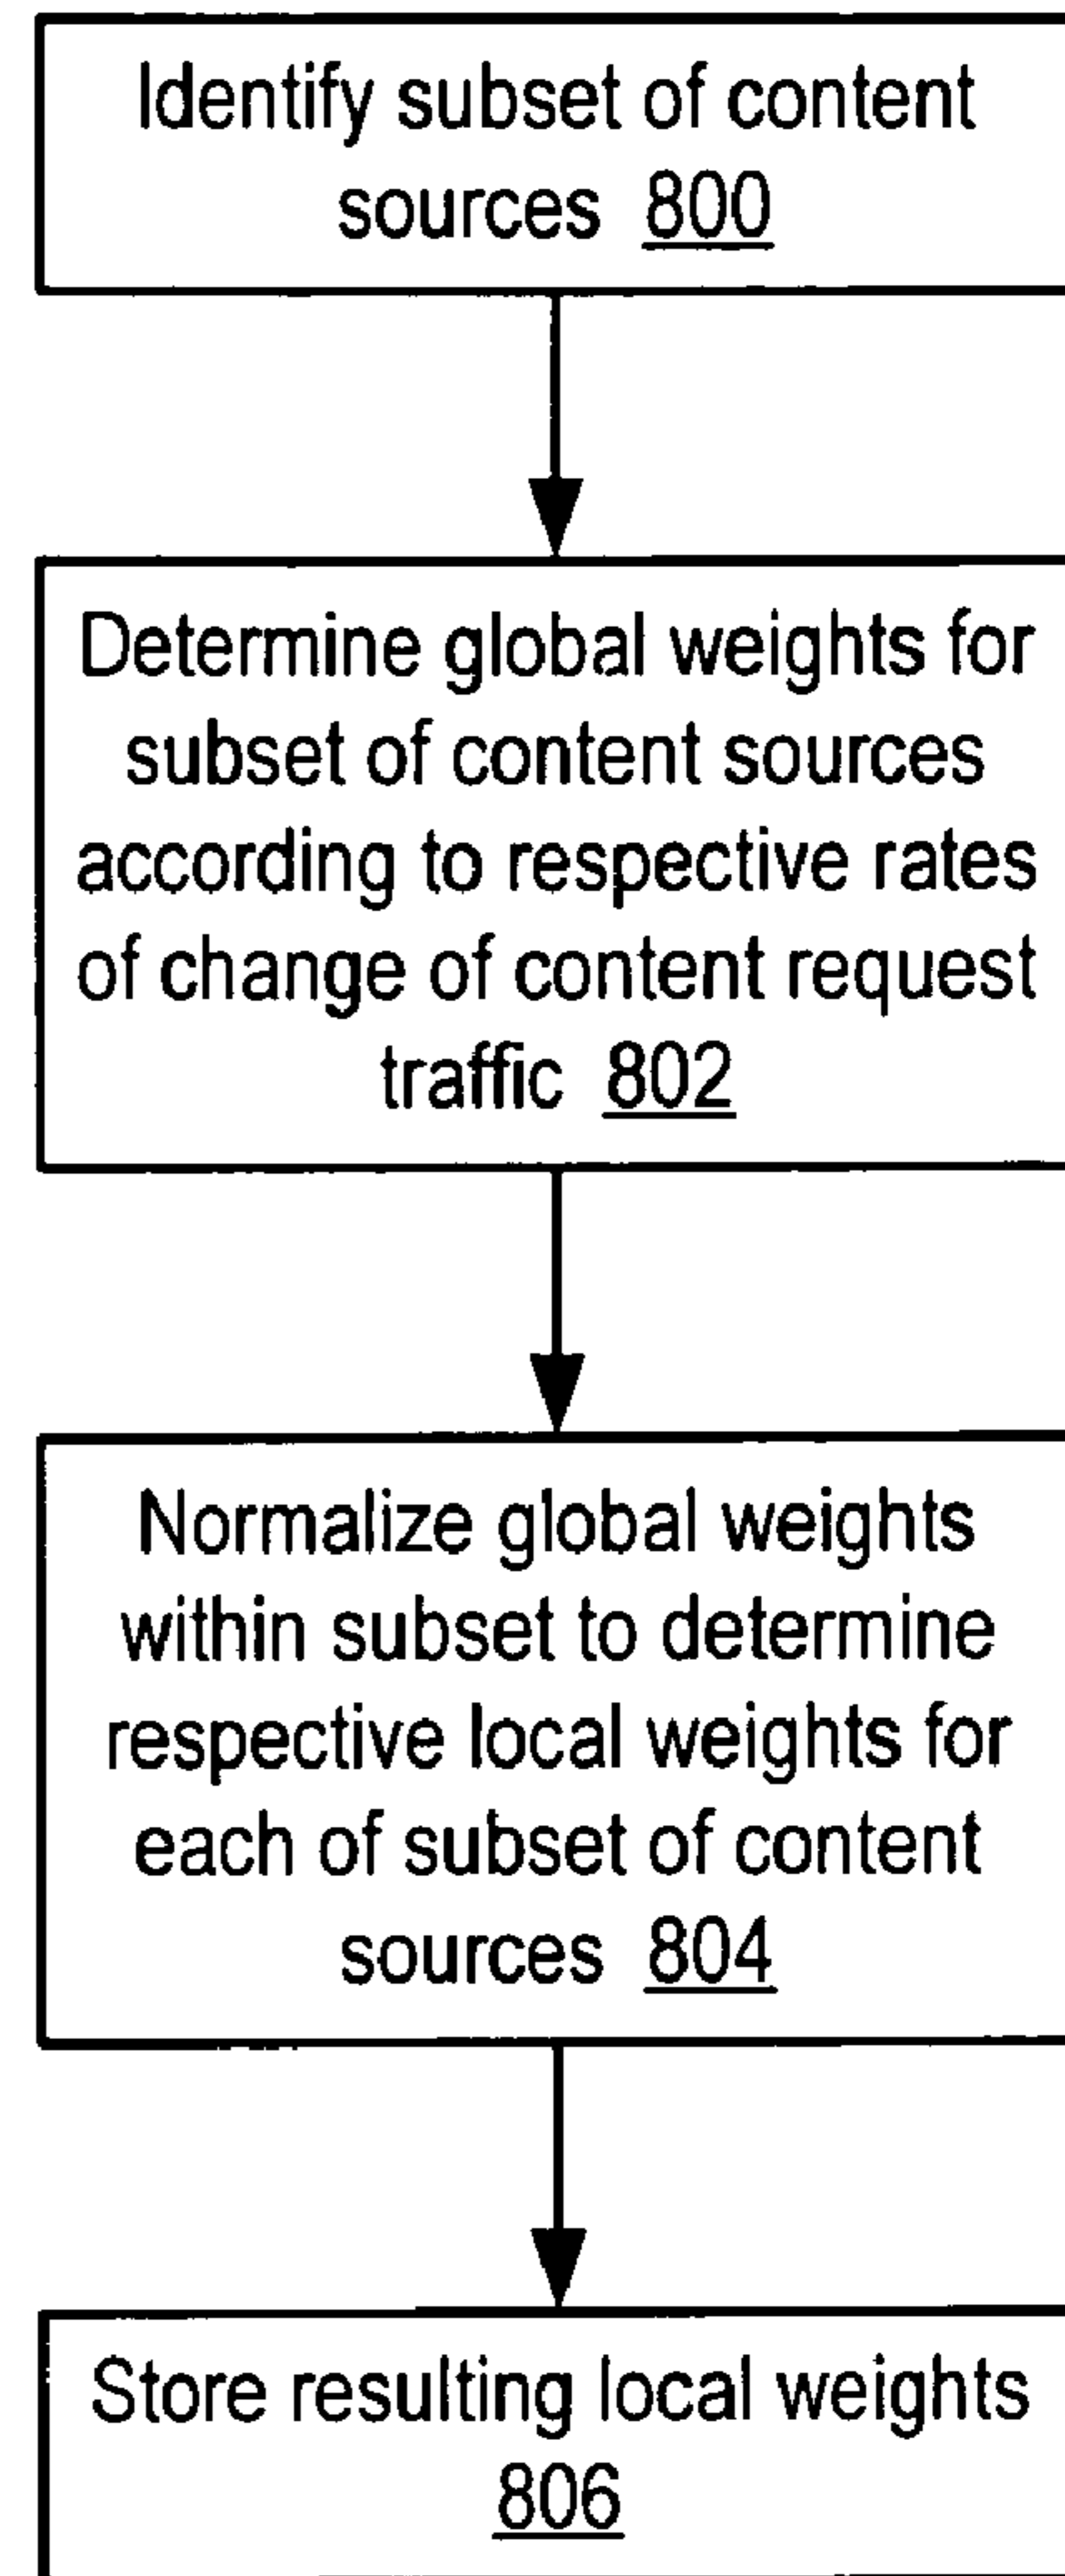 Identify subset of content
sources 800
Determine global weights for
subset of content sources
according to respective rates
of change of content request
traffic 802
Normalize global weights
within subset to determine
respective local weights for
each of subset of content
sources 804
Store resulting local weights
806